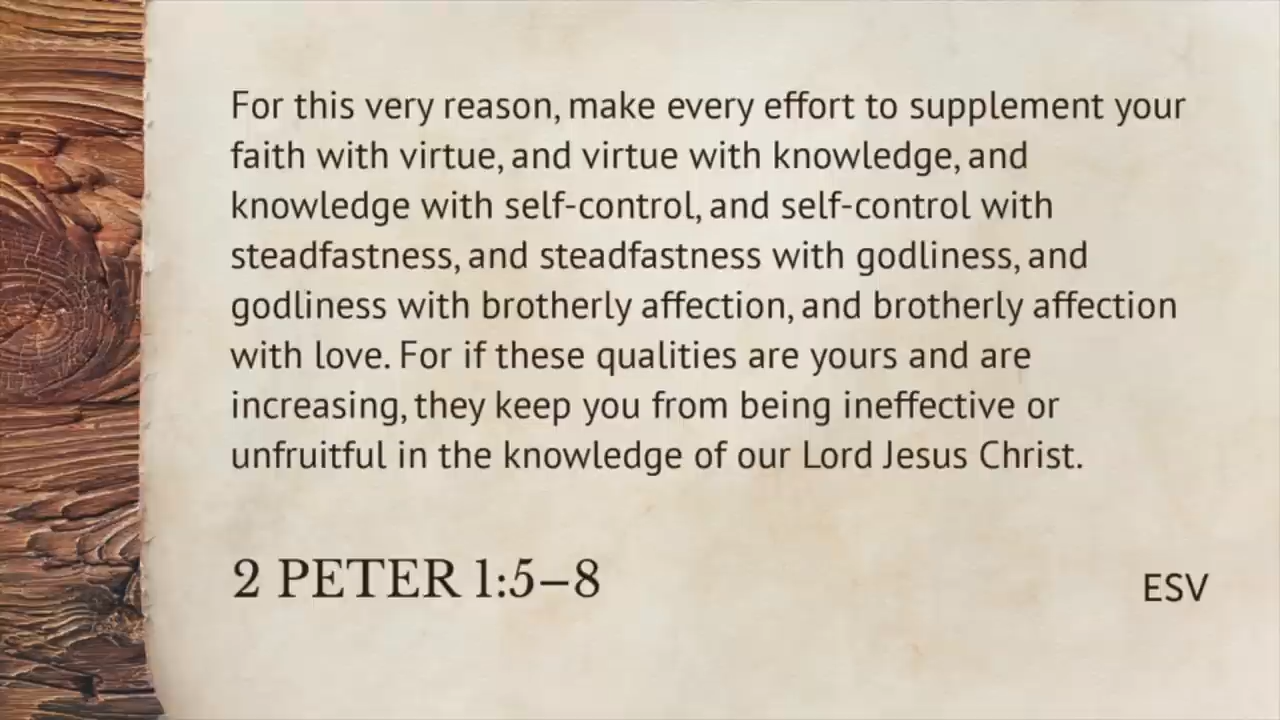 For this very reason, make every effort to supplement your
faith with virtue, and virtue with knowledge, and
knowledge with self-control, and self-control with
steadfastness, and steadfastness with godliness, and
godliness with brotherly affection, and brotherly affection
with love. For if these qualities are yours and are
increasing, they keep you from being ineffective or
unfruitful in the knowledge of our Lord Jesus Christ.
2 PETER 1:5–8
ESV